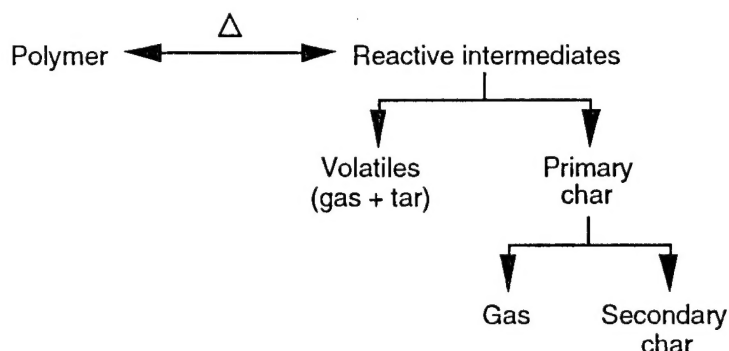 Δ
Polymer
Reactive intermediates
Volatiles
(gas + tar)
Primary
char
Gas
Secondary
char